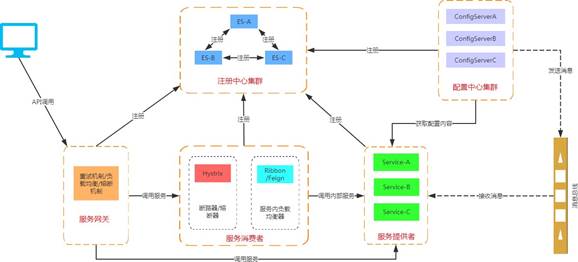 ES-A
注册
注册
ES-B
注册
ES-C
注册中心集群
ConfigServerA
ConfigServerB
ConfigServerC
配置中心集群
注册
发送消息
API调用
注册
注册
注册
获取配置内容
重试机制/负
载均衡/熔断
机制
服务网关
调用服务
Hystrix
断路器/熔
断器
Ribbon
/Feign
服务内负载
均衡器
服务消费者
调用内部服务
Service-A
Service-B
Service-C
服务提供者
接收消息
消息总线
调用服务